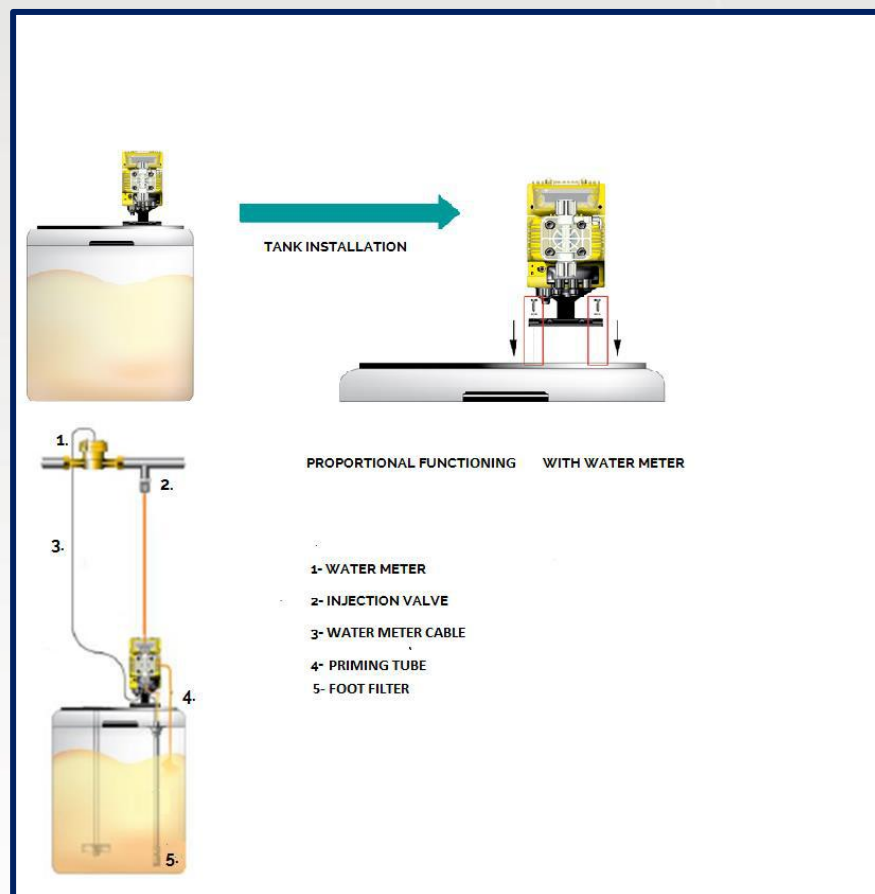 TANK INSTALLATION
PROPORTIONAL FUNCTIONING WITH WATER METER
1.
2.
3.
4.
5.
1- WATER METER
2- INJECTION VALVE
3- WATER METER CABLE
4- PRIMING TUBE
5- FOOT FILTER